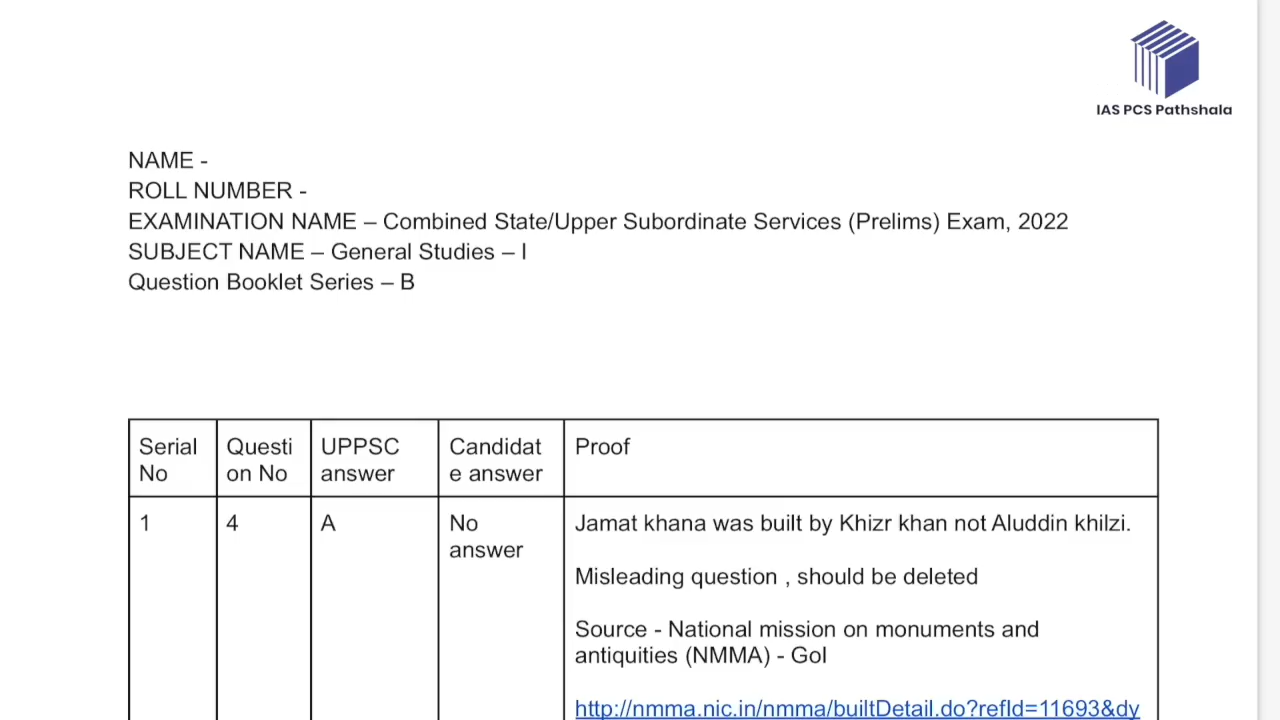 IAS PCS Pathshala
NAME -
ROLL NUMBER -
EXAMINATION NAME – Combined State/Upper Subordinate Services (Prelims) Exam, 2022
SUBJECT NAME – General Studies – I
Question Booklet Series – B
Serial No
Questi on No
UPPSC answer
Candidat e answer
Proof
1
4
A
No answer
Jamat khana was built by Khizr khan not Aluddin khilzi.
Misleading question , should be deleted
Source - National mission on monuments and
antiquities (NMMA) - GoI
http://nmma.nic.in/nmma/builtDetail.do?refId=11693&dy